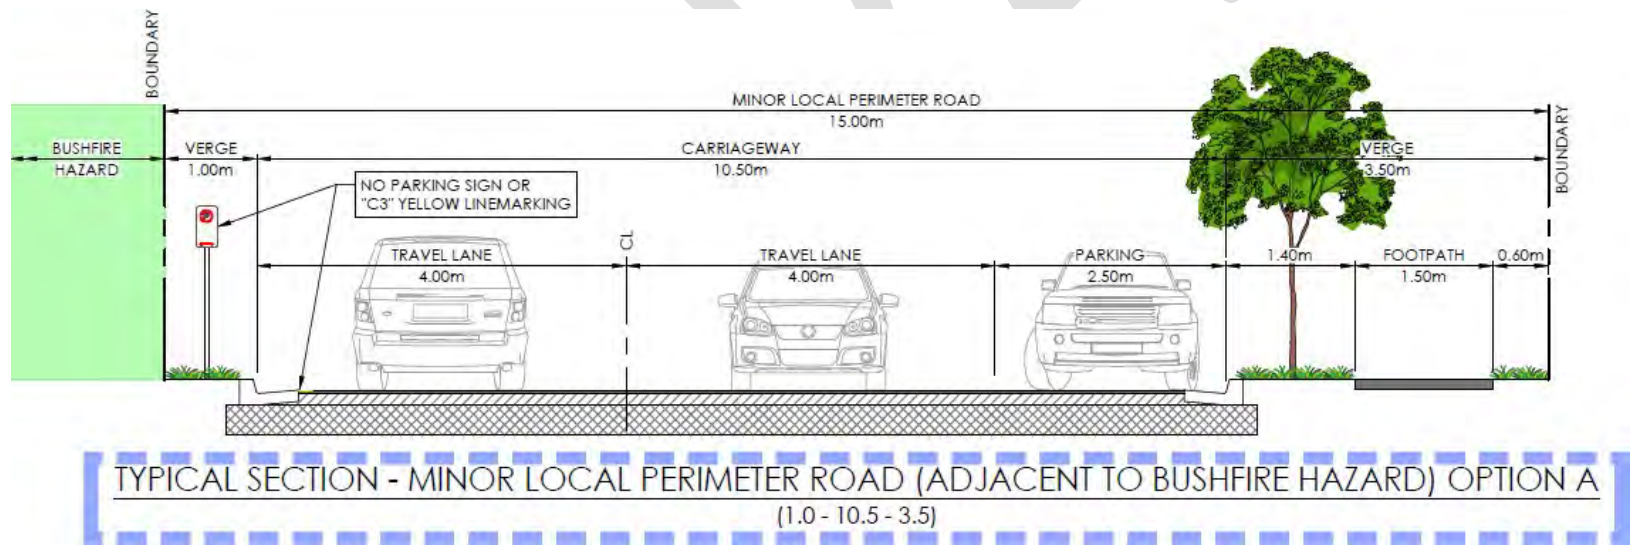 BOUNDARY
MINOR LOCAL PERIMETER ROAD
15.00m
BOUNDARY
BUSHFIRE
HAZARD
VERGE
1.00m
CARRIAGEWAY
10.50m
VERGE
3.50m
NO PARKING SIGN OR
"C3" YELLOW LINEMARKING
CL
TRAVEL LANE
4.00m
TRAVEL LANE
4.00m
PARKING
2.50m
1.40m
FOOTPATH
1.50m
0.60m
TYPICAL SECTION - MINOR LOCAL PERIMETER ROAD (ADJACENT TO BUSHFIRE HAZARD) OPTION A
(1.0 - 10.5 - 3.5)